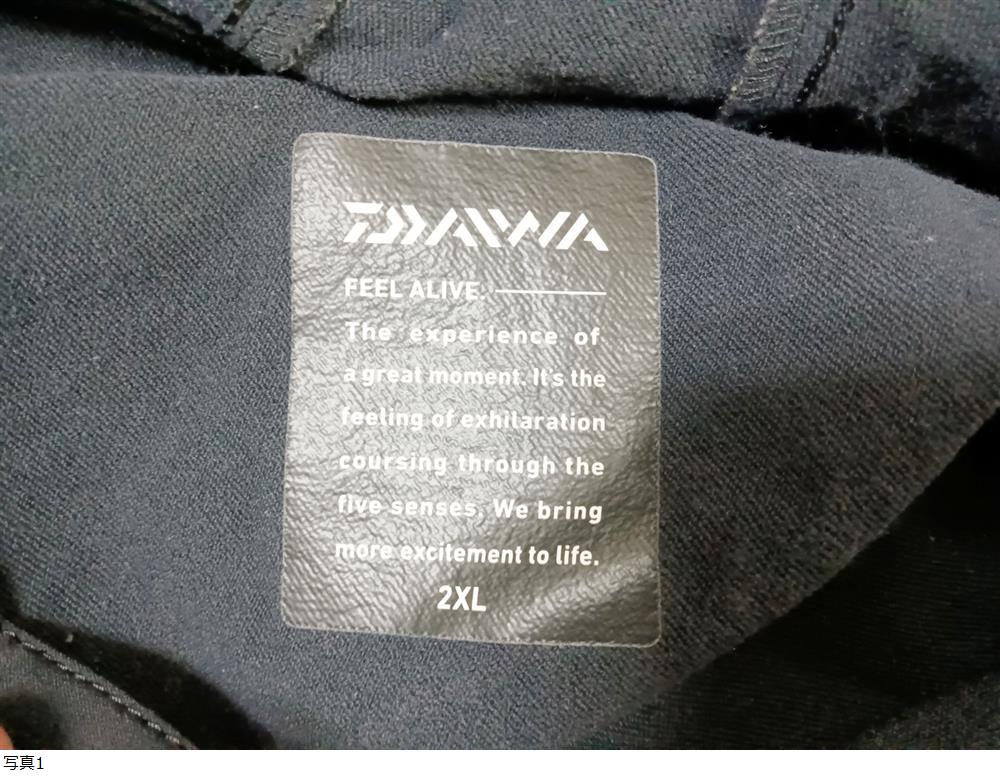 DAIWA
FEEL ALIVE.
The experience of
a great moment. It's the
feeling of exhilaration
coursing through the
five senses. We bring
more excitement to life.
2XL
写真1